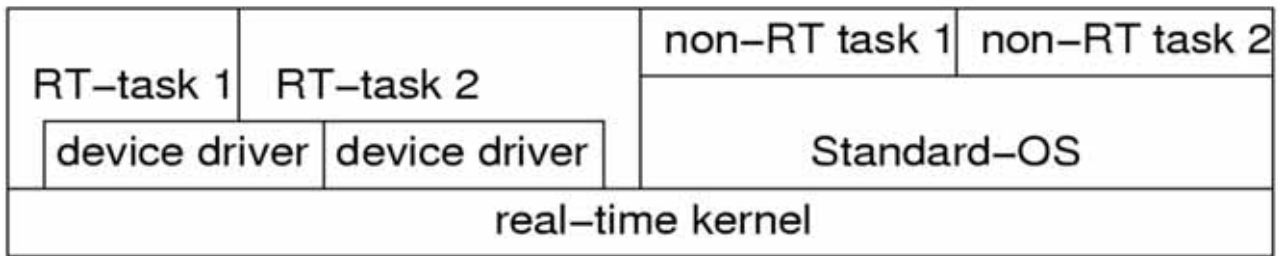 non−RT task 1 non−RT task 2
RT−task 1 RT−task 2
device driver device driver Standard−OS
real−time kernel